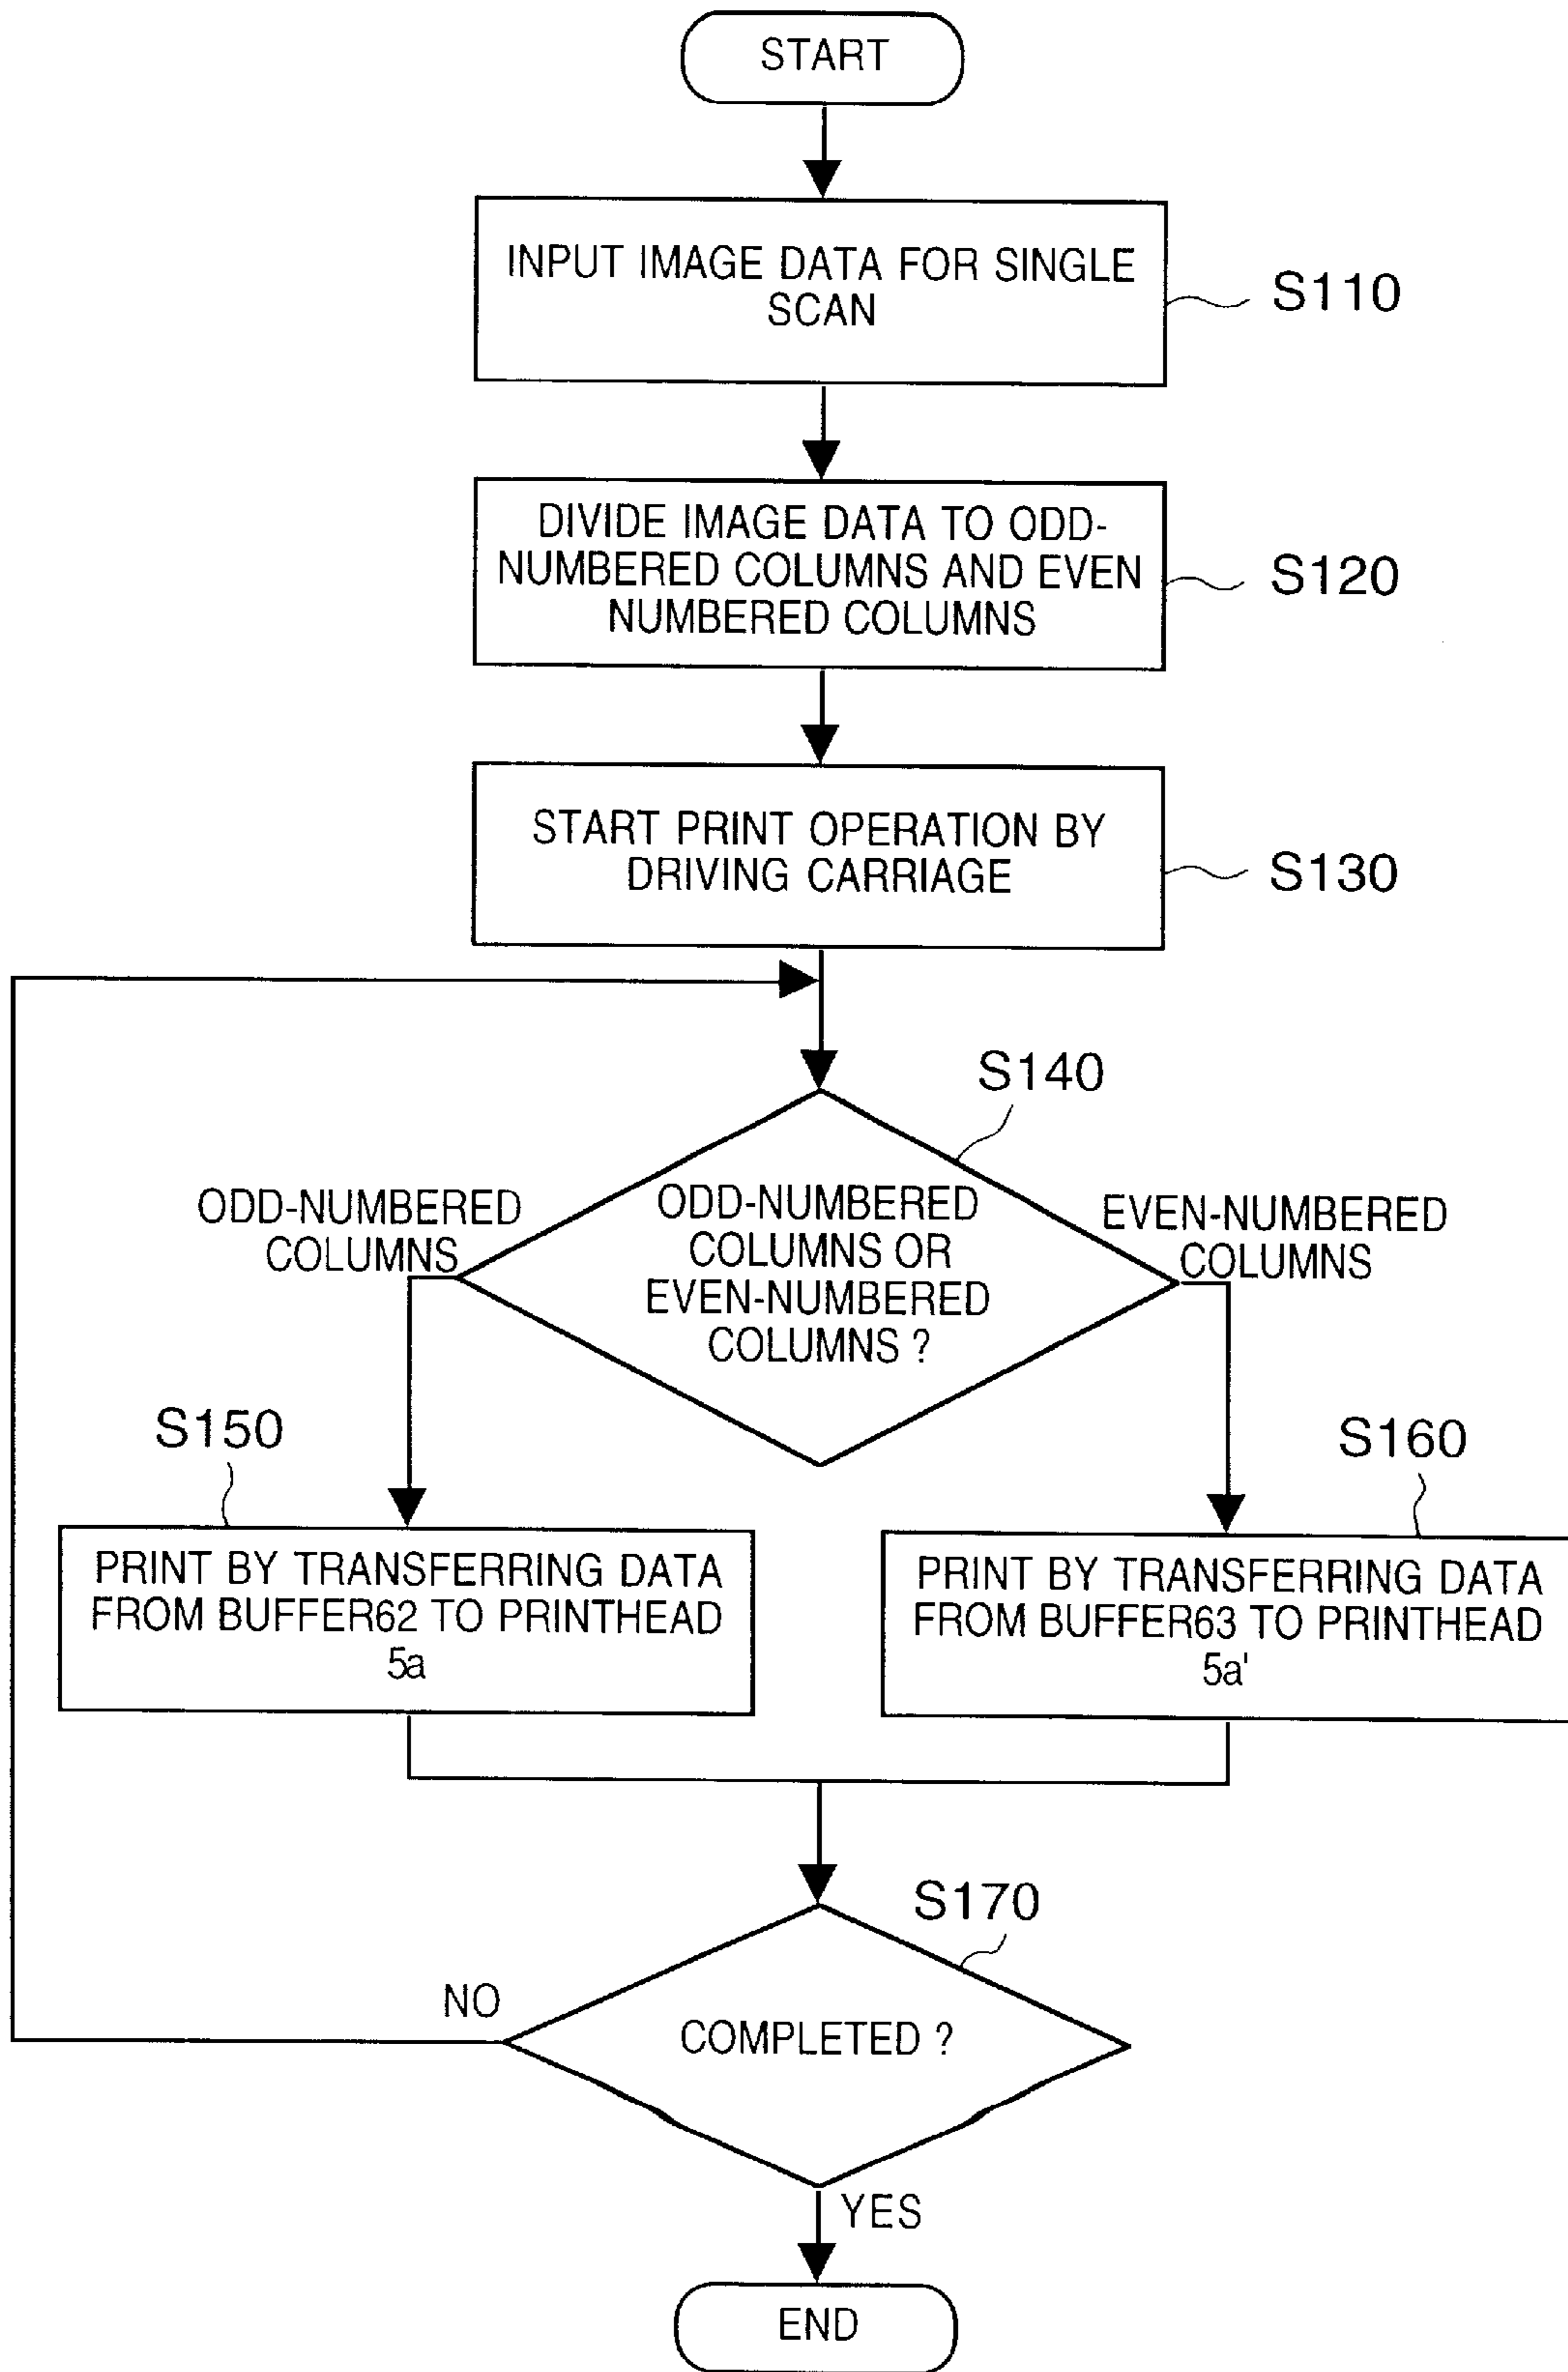 START
INPUT IMAGE DATA FOR SINGLE
SCAN
S110
DIVIDE IMAGE DATA TO ODD-
NUMBERED COLUMNS AND EVEN
NUMBERED COLUMNS
S120
START PRINT OPERATION BY
DRIVING CARRIAGE
S130
S140
ODD-NUMBERED
COLUMNS
ODD-NUMBERED
COLUMNS OR
EVEN-NUMBERED
COLUMNS ?
EVEN-NUMBERED
COLUMNS
S150
PRINT BY TRANSFERRING DATA
FROM BUFFER62 TO PRINTHEAD
5a
S160
PRINT BY TRANSFERRING DATA
FROM BUFFER63 TO PRINTHEAD
5a'
S170
NO
COMPLETED ?
YES
END